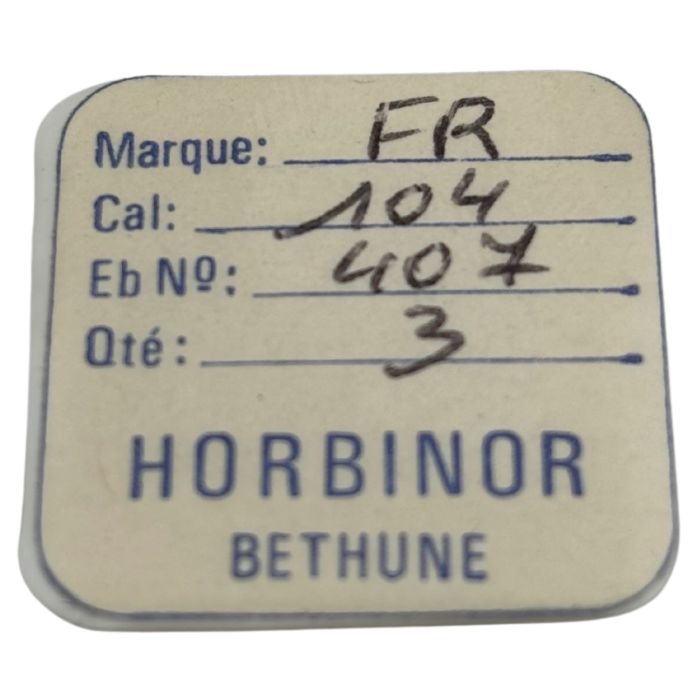 Marque: FR
Cal: 104
Eb Nº: 407
Qté: 3
HORBINOR
BETHUNE